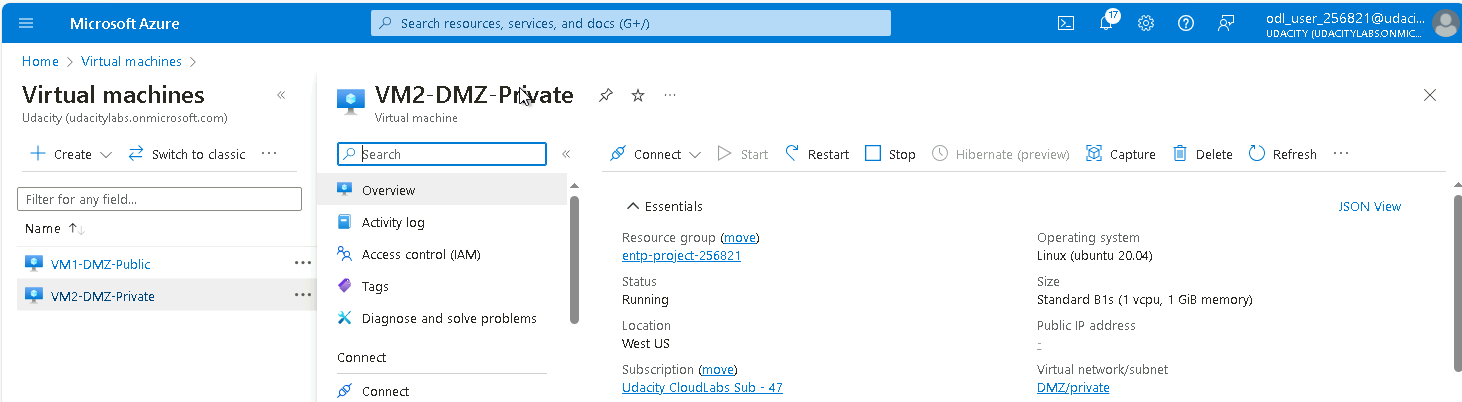 Microsoft Azure
Search resources, services, and docs (G+/)
17
odl_user_256821@udaci...
UDACITY (UDACITYLABS.ONMIC...
Home > Virtual machines >
Virtual machines
«
Udacity (udacitylabs.onmicrosoft.com)
Create
Switch to classic
...
Filter for any field...
Name ↑↓
VM1-DMZ-Public
...
VM2-DMZ-Private
...
VM2-DMZ-Private
...
Virtual machine
Search
«
Overview
Activity log
Access control (IAM)
Tags
Diagnose and solve problems
Connect
Connect
Connect
Start
Restart
Stop
Hibernate (preview)
Capture
Delete
Refresh
...
Essentials
JSON View
Resource group (move)
entp-project-256821
Status
Running
Location
West US
Subscription (move)
Udacity CloudLabs Sub - 47
Operating system
Linux (ubuntu 20.04)
Size
Standard B1s (1 vcpu, 1 GiB memory)
Public IP address
-
Virtual network/subnet
DMZ/private